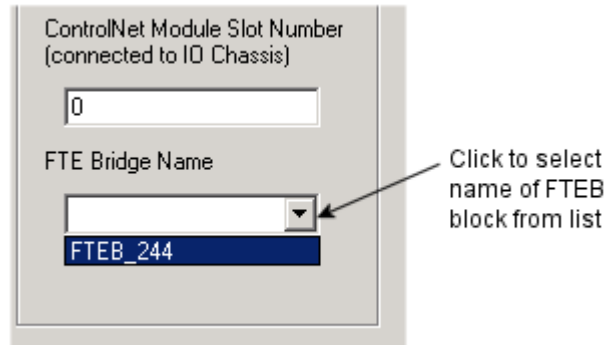 ControlNet Module Slot Number
(connected to IO Chassis)
0
FTE Bridge Name
Click to select
name of FTEB
block from list
FTEB_244